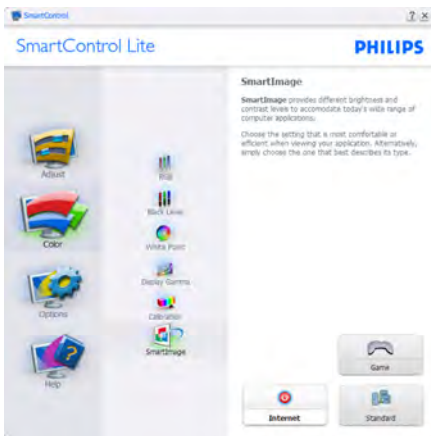 SmartControl
? ×
SmartControl Lite
PHILIPS
SmartImage
SmartImage provides different brightness and
contrast levels to accomodate today's wide range of
computer applications.
Choose the setting that is most comfortable or
efficient when viewing your application. Alternatively,
simply choose the one that best describes its type.
Adjust
Color
Options
Help
RGB
Black Level
White Point
Display Gamma
Calibration
SmartImage
Game
Internet
Standard